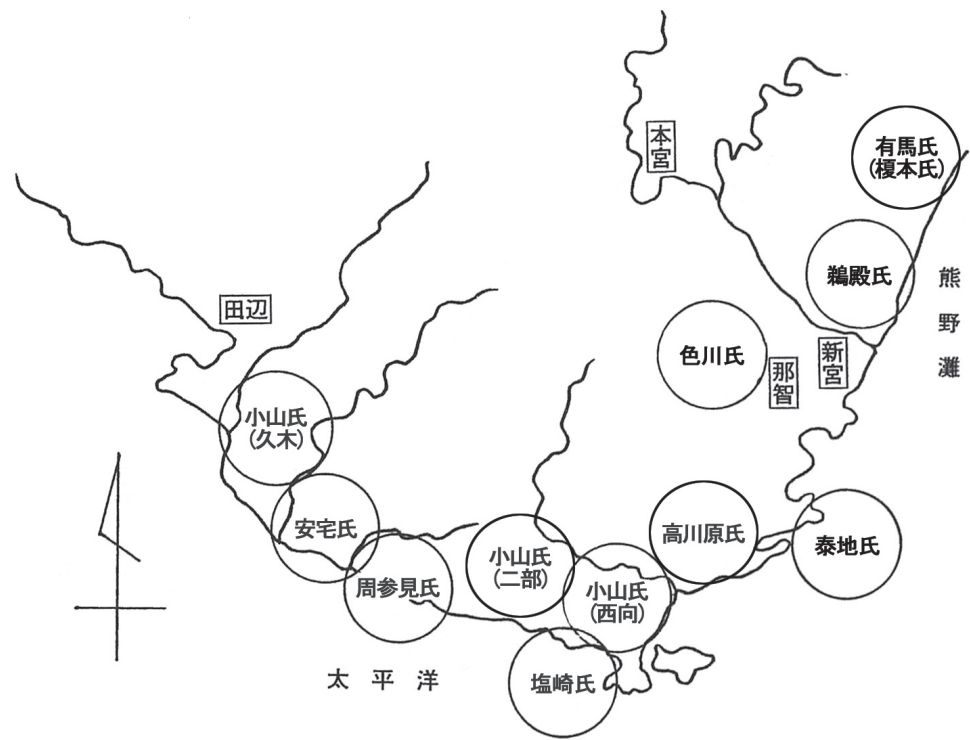 本宮
有馬氏
(榎本氏)
鵜殿氏
熊野灘
田辺
色川氏
那智
新宮
小山氏
(久木)
安宅氏
周参見氏
小山氏
(二部)
小山氏
(西向)
高川原氏
泰地氏
塩崎氏
太平洋